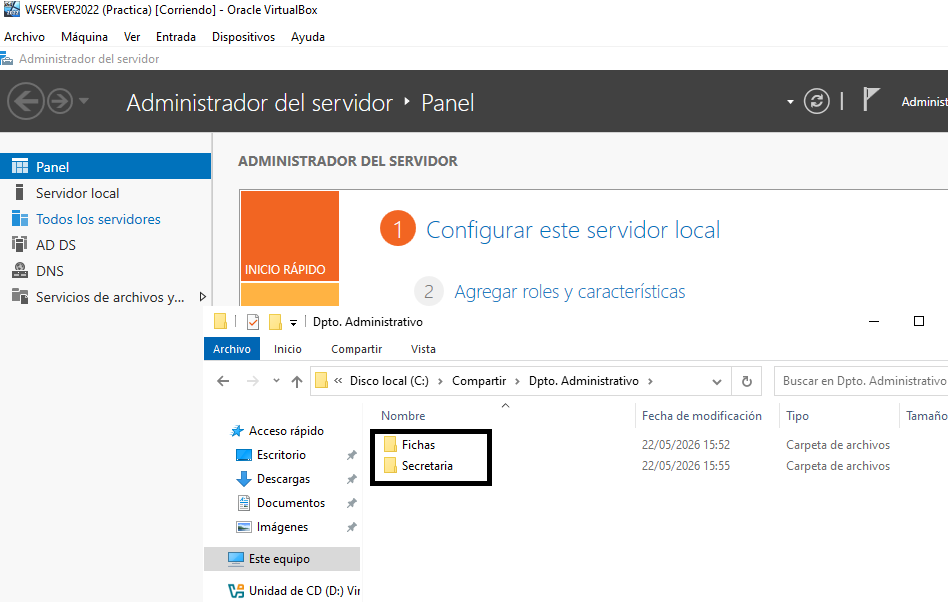 WSERVER2022 (Practica) [Corriendo] - Oracle VirtualBox
Archivo Máquina Ver Entrada Dispositivos Ayuda
Administrador del servidor
Administrador del servidor ‣ Panel
Administ
Panel
Servidor local
Todos los servidores
AD DS
DNS
Servicios de archivos y...
ADMINISTRADOR DEL SERVIDOR
INICIO RÁPIDO
1 Configurar este servidor local
2 Agregar roles y características
Dpto. Administrativo
Archivo Inicio Compartir Vista
« Disco local (C:) › Compartir › Dpto. Administrativo ›
Buscar en Dpto. Administrativo
Acceso rápido
Escritorio
Descargas
Documentos
Imágenes
Este equipo
Unidad de CD (D:) Vir
Nombre Fecha de modificación Tipo Tamaño
Fichas 22/05/2026 15:52 Carpeta de archivos
Secretaria 22/05/2026 15:55 Carpeta de archivos